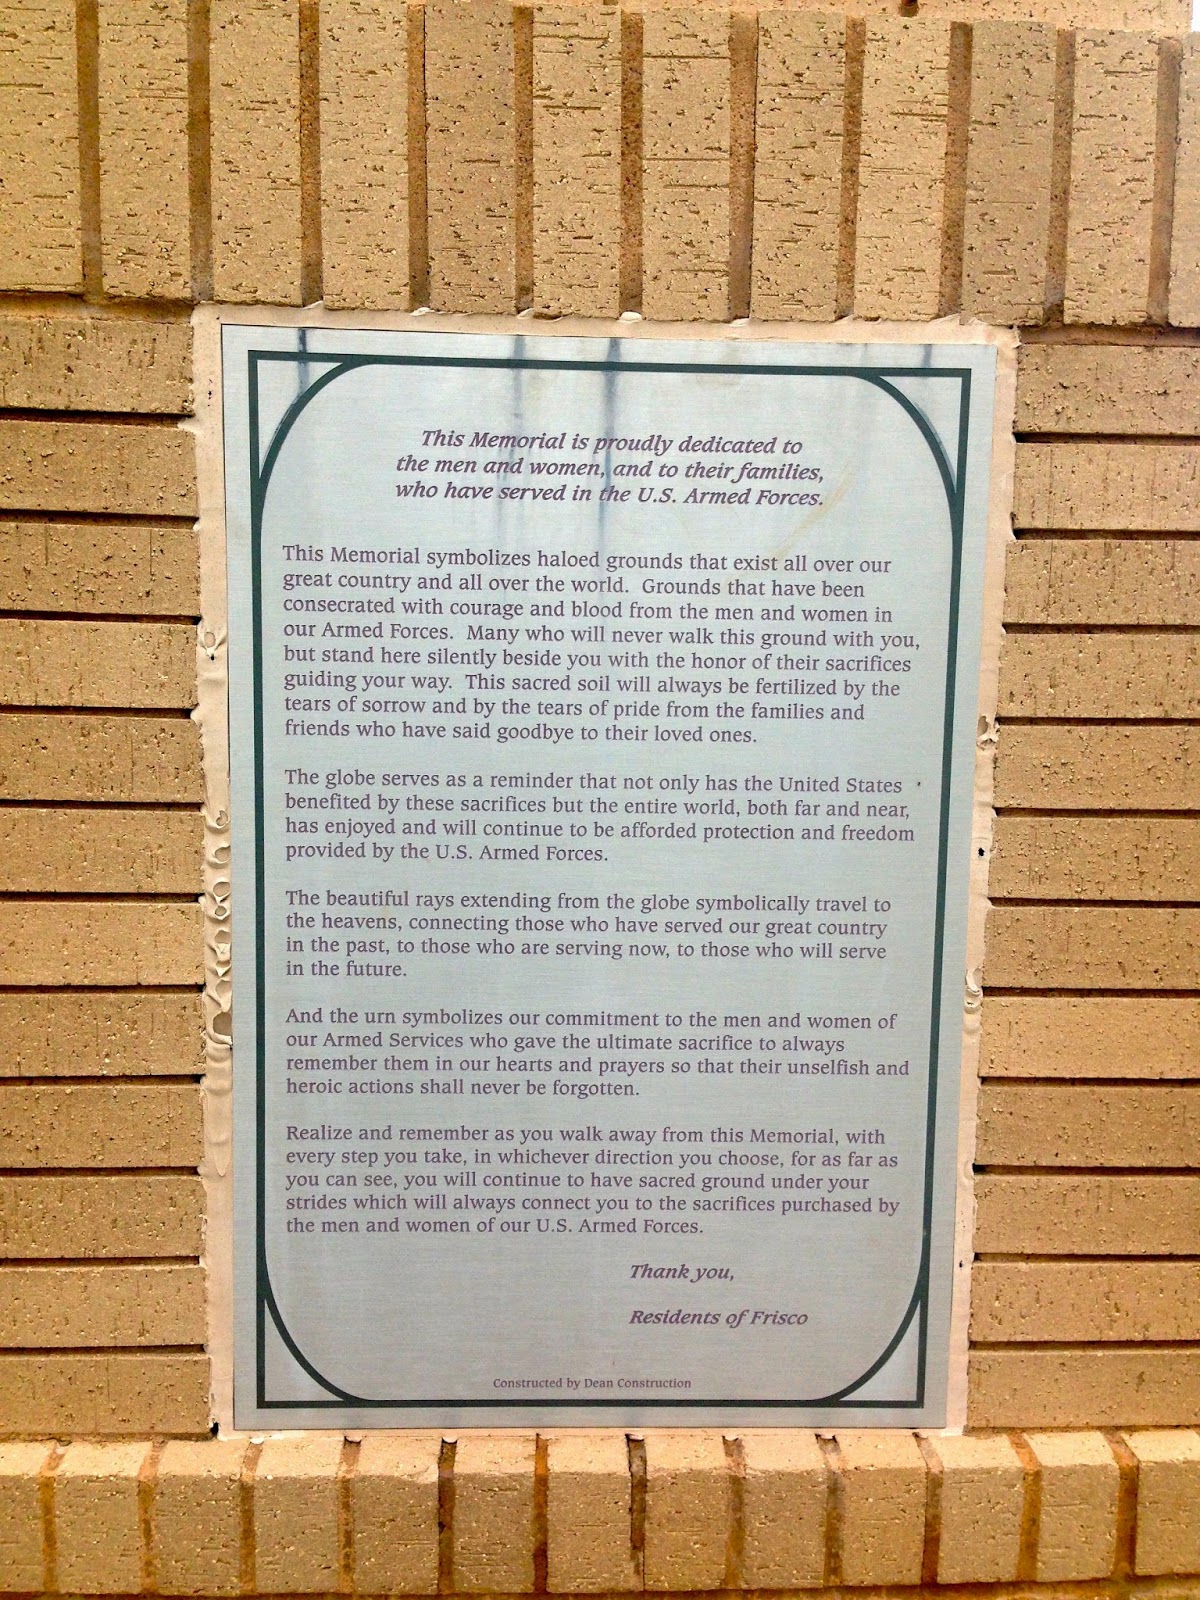 This Memorial is proudly dedicated to
the men and women, and to their families,
who have served in the U.S. Armed Forces.
This Memorial symbolizes haloed grounds that exist all over our
great country and all over the world. Grounds that have been
consecrated with courage and blood from the men and women in
our Armed Forces. Many who will never walk this ground with you,
but stand here silently beside you with the honor of their sacrifices
guiding your way. This sacred soil will always be fertilized by the
tears of sorrow and by the tears of pride from the families and
friends who have said goodbye to their loved ones.
The globe serves as a reminder that not only has the United States
benefited by these sacrifices but the entire world, both far and near,
has enjoyed and will continue to be afforded protection and freedom
provided by the U.S. Armed Forces.
The beautiful rays extending from the globe symbolically travel to
the heavens, connecting those who have served our great country
in the past, to those who are serving now, to those who will serve
in the future.
And the urn symbolizes our commitment to the men and women of
our Armed Services who gave the ultimate sacrifice to always
remember them in our hearts and prayers so that their unselfish and
heroic actions shall never be forgotten.
Realize and remember as you walk away from this Memorial, with
every step you take, in whichever direction you choose, for as far as
you can see, you will continue to have sacred ground under your
strides which will always connect you to the sacrifices purchased by
the men and women of our U.S. Armed Forces.
Thank you,
Residents of Frisco
Constructed by Dean Construction